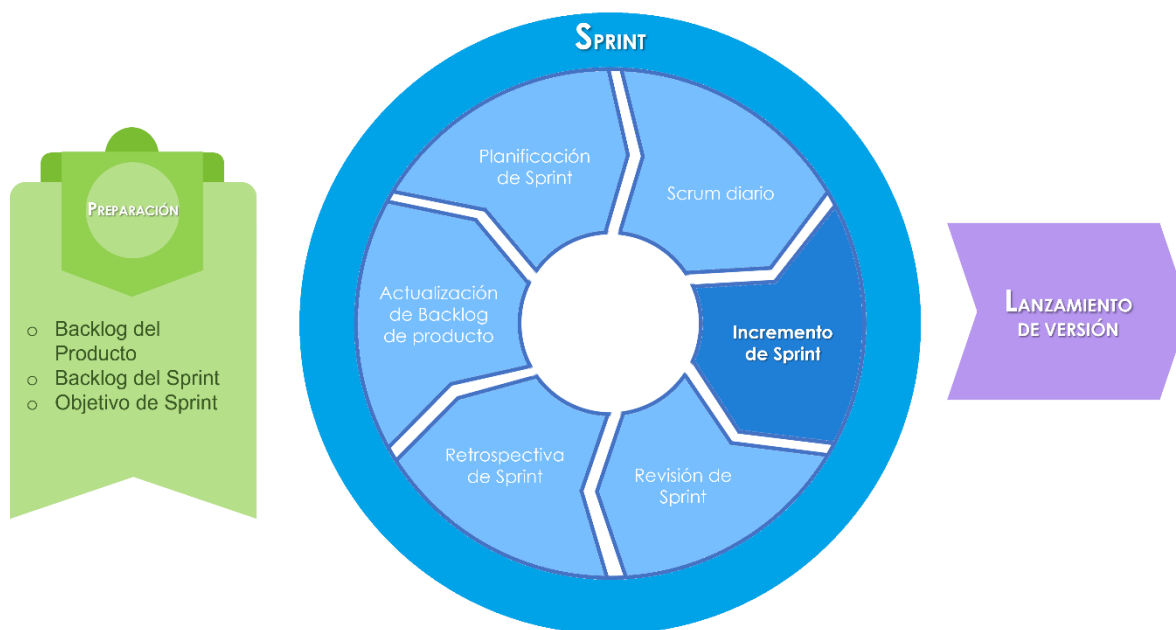 SPRINT
PREPARACIÓN
o Backlog del
Producto
o Backlog del Sprint
o Objetivo de Sprint
Planificación
de Sprint
Scrum diario
Incremento
de Sprint
Revisión de
Sprint
Retrospectiva
de Sprint
Actualización
de Backlog
de producto
LANZAMIENTO
DE VERSIÓN